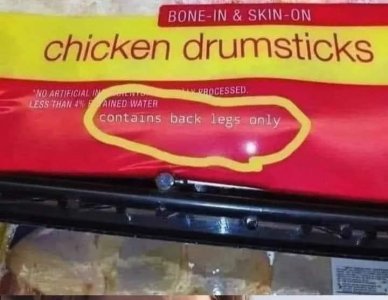 BONE-IN & SKIN-ON
chicken drumsticks
*NO ARTIFICIAL PROCESSED.
LESS THAN 4% WATER
contains back legs only